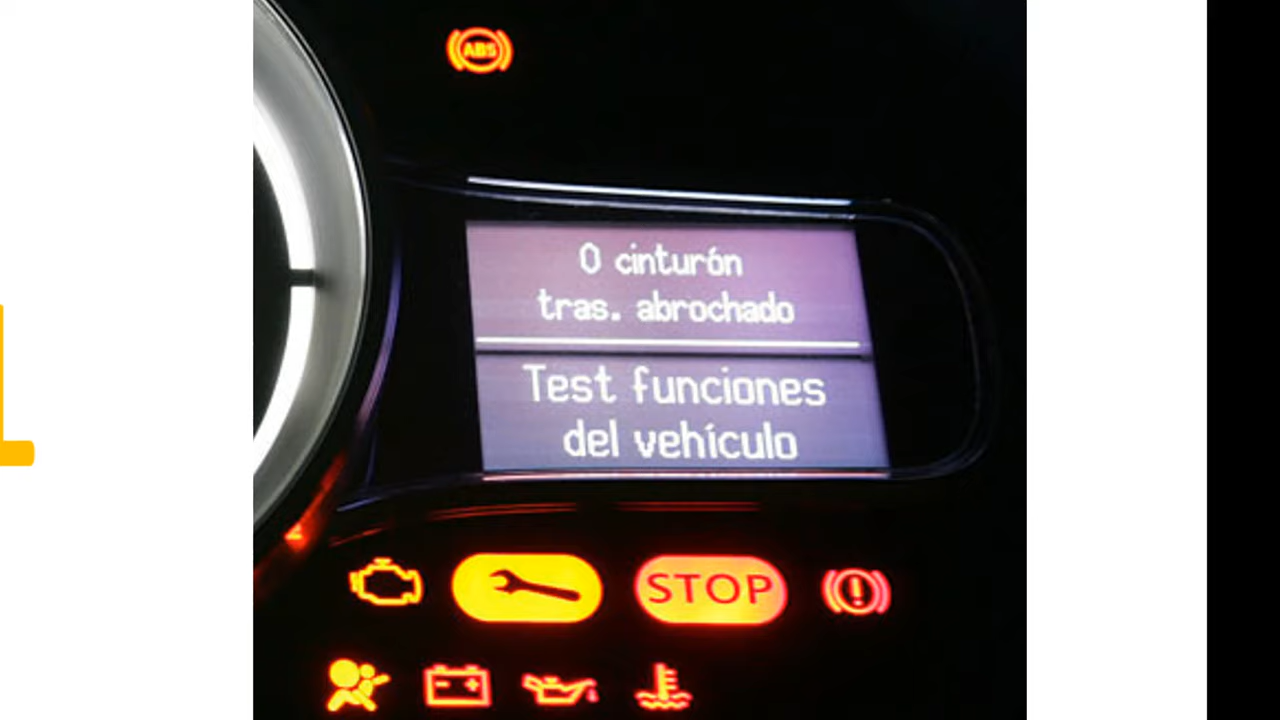 ABS
0 cinturón
tras. abrochado
Test funciones
del vehículo
STOP